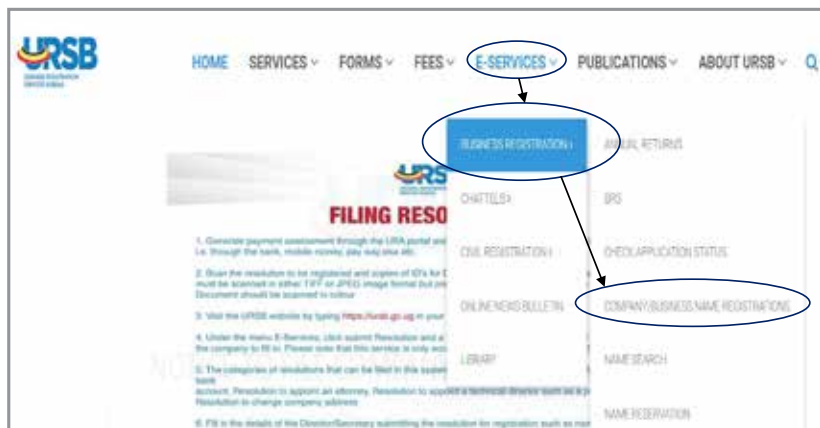 URSB
HOME SERVICES FORMS FEES E-SERVICES PUBLICATIONS ABOUT URSB
BUSINESS REGISTRATION ANNUAL RETURNS
CHATTELS BRS
CIVIL REGISTRATION CHECK APPLICATION STATUS
ONLINE NEWS BULLETIN COMPANY/BUSINESS NAME REGISTRATIONS
LIBRARY NAME SEARCH
NAME RESERVATION
URS
FILING RESO
1. Generate payment assessment through the URA portal and
i.e. through the bank, mobile money, pay way visa etc.
2. Scan the resolution to be registered and copies of ID's for D
must be scanned in either TIFF or JPEG image format but
Document should be scanned in colour
3. Visit the URSB website by typing https://ursb.go.ug in your
4. Under the menu E-Services, click submit Resolution and a
the company to fill in. Please note that this service is only
5. The categories of resolutions that can be filed in this system
bank
account, Resolution to appoint an attorney, Resolution to appoint a technical director such as a
Resolution to change company address
6. Fill in the details of the Director/Secretary submitting the resolution for registration such as